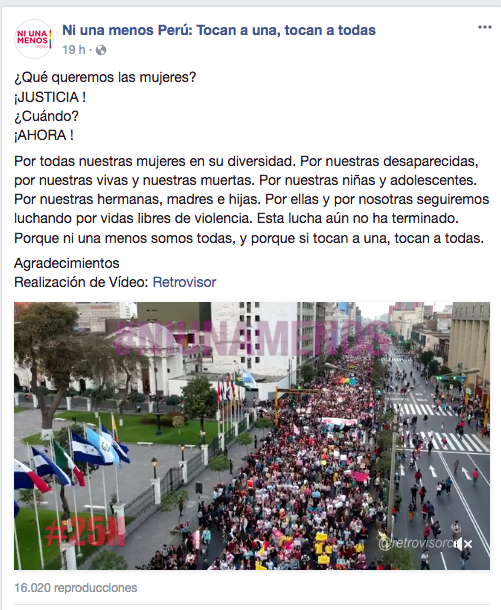 NI UNA
MENOS
PERÚ
Ni una menos Perú: Tocan a una, tocan a todas
19 h ·
¿Qué queremos las mujeres?
¡JUSTICIA !
¿Cuándo?
¡AHORA !
Por todas nuestras mujeres en su diversidad. Por nuestras desaparecidas,
por nuestras vivas y nuestras muertas. Por nuestras niñas y adolescentes.
Por nuestras hermanas, madres e hijas. Por ellas y por nosotras seguiremos
luchando por vidas libres de violencia. Esta lucha aún no ha terminado.
Porque ni una menos somos todas, y porque si tocan a una, tocan a todas.
Agradecimientos
Realización de Vídeo: Retrovisor
#NIUNAMENOS
#25N
@retrovisor
16.020 reproducciones